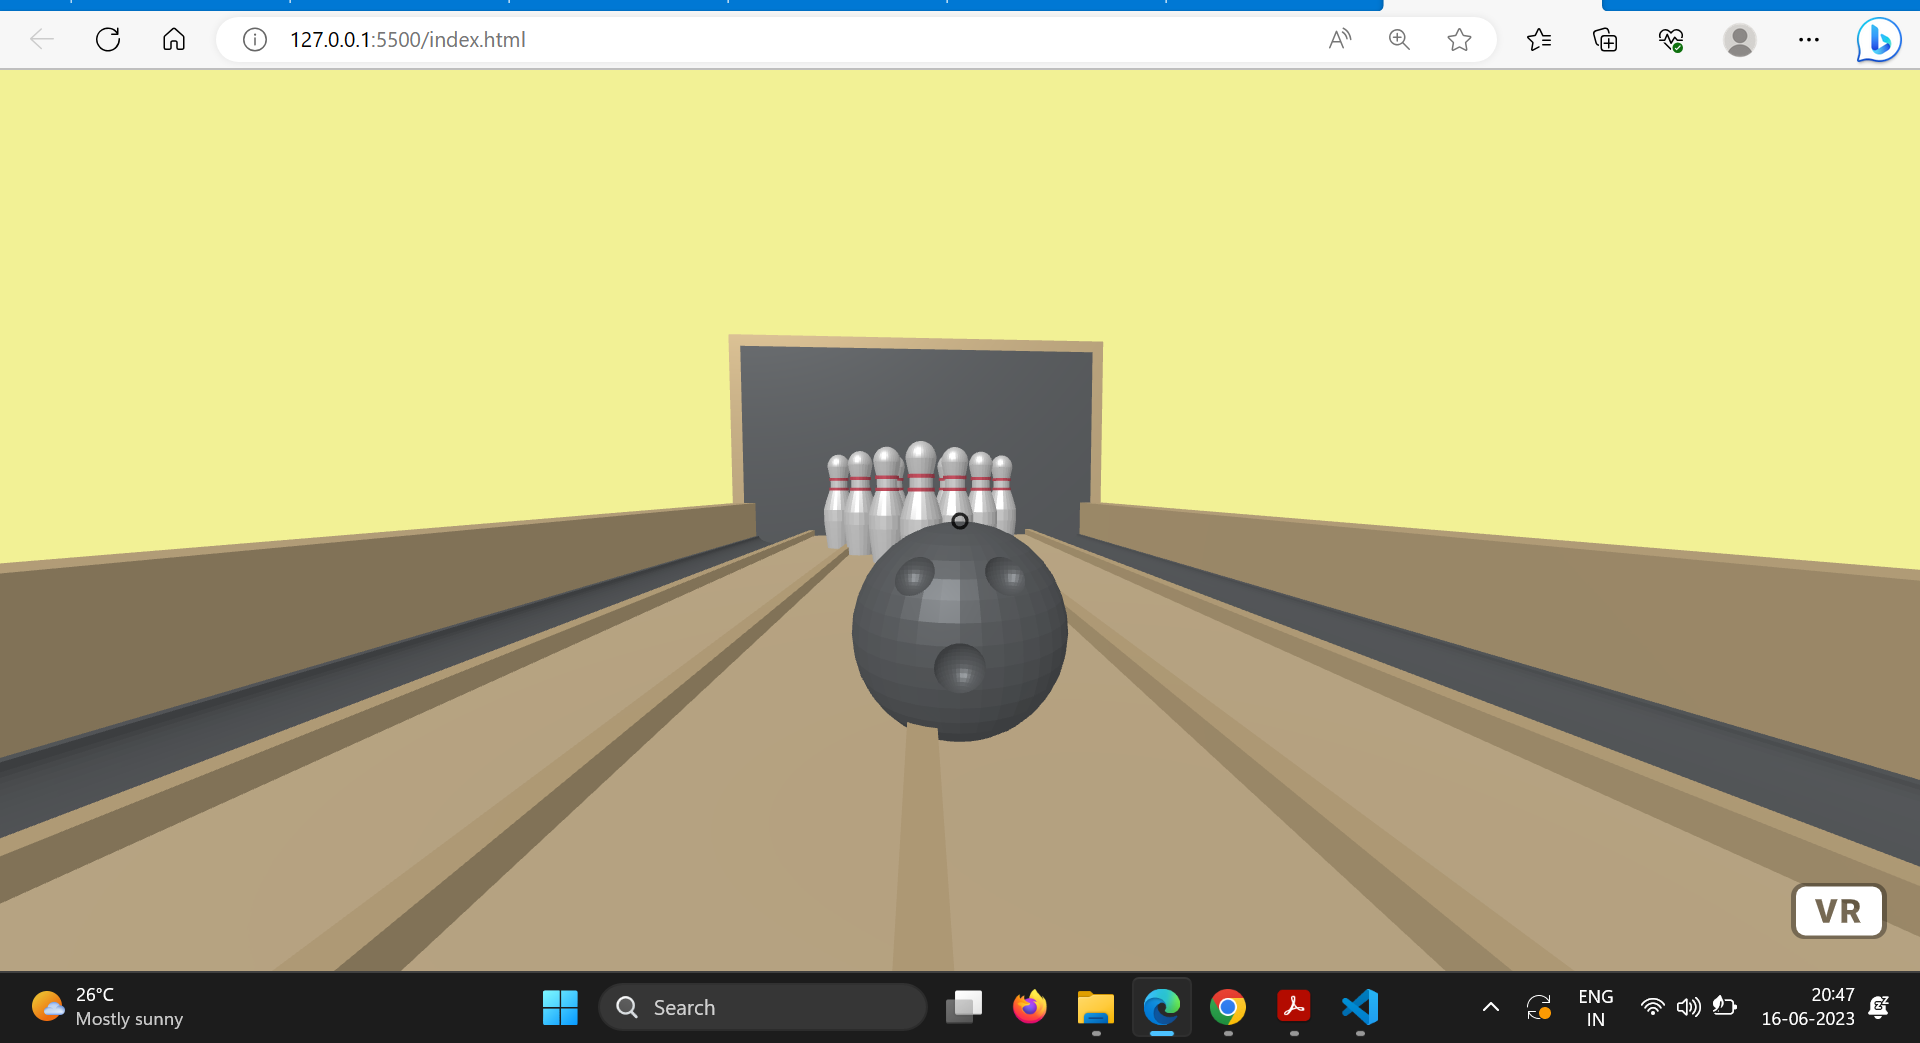 127.0.0.1:5500/index.html
VR
26°C
Mostly sunny
Search
ENG
IN
20:47
16-06-2023